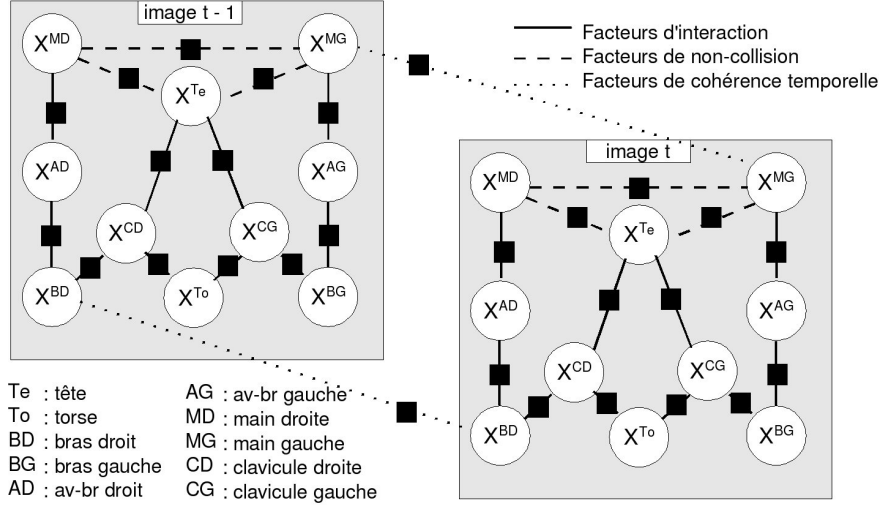 image t - 1
X^MD X^MG
X^Te
X^AD X^AG
X^CD X^CG
X^BD X^To X^BG
Facteurs d'interaction
Facteurs de non-collision
Facteurs de cohérence temporelle
image t
X^MD X^MG
X^Te
X^AD X^AG
X^CD X^CG
X^BD X^To X^BG
Te : tête
To : torse
BD : bras droit
BG : bras gauche
AD : av-br droit
AG : av-br gauche
MD : main droite
MG : main gauche
CD : clavicule droite
CG : clavicule gauche